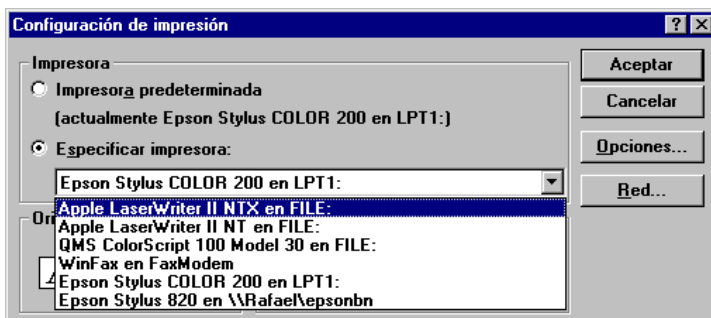 Configuración de impresión
Impresora
Impresora predeterminada
(actualmente Epson Stylus COLOR 200 en LPT1:)
Especificar impresora:
Epson Stylus COLOR 200 en LPT1:
Apple LaserWriter II NTX en FILE:
Apple LaserWriter II NT en FILE:
QMS ColorScript 100 Model 30 en FILE:
WinFax en FaxModem
Epson Stylus COLOR 200 en LPT1:
Epson Stylus 820 en \\Rafael\epsonbn
Aceptar
Cancelar
Opciones...
Red...